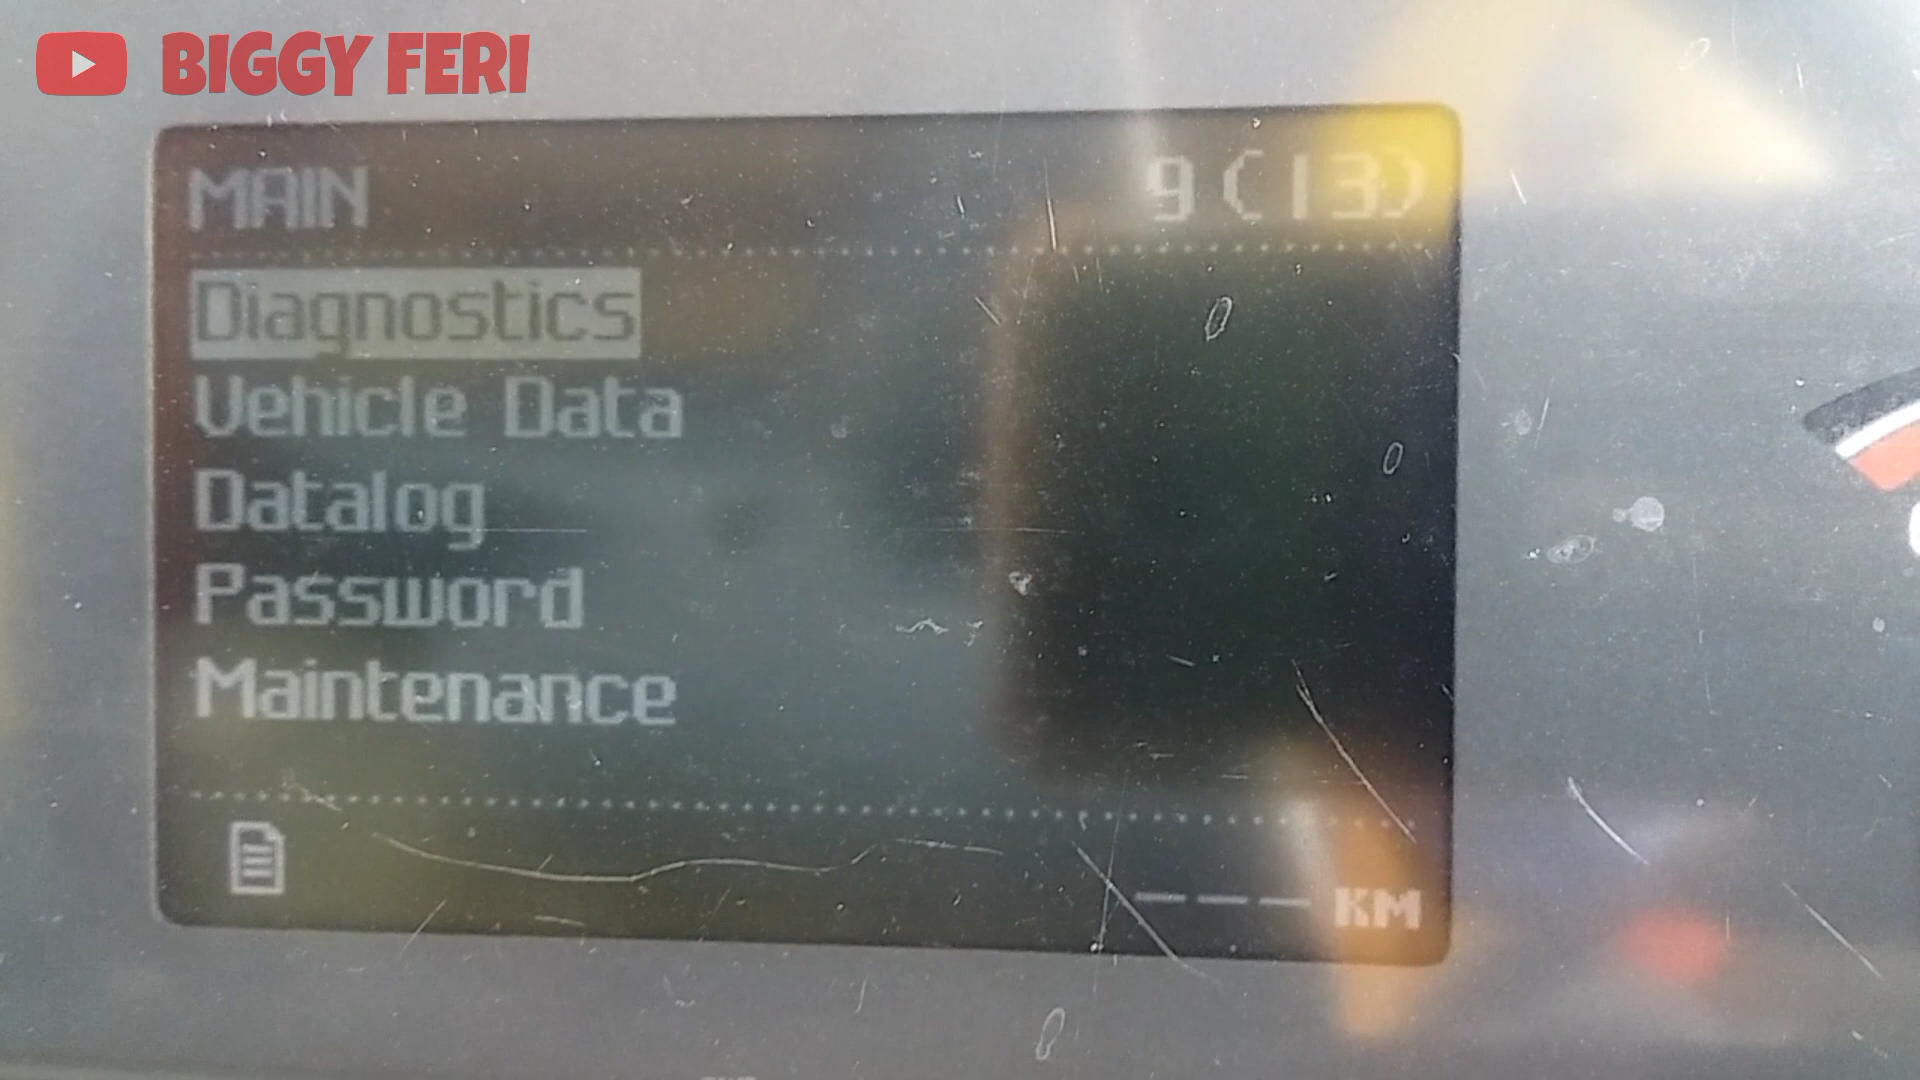 BIGGY FERI
MAIN 9(13)
Diagnostics
Vehicle Data
Datalog
Password
Maintenance
--- KM